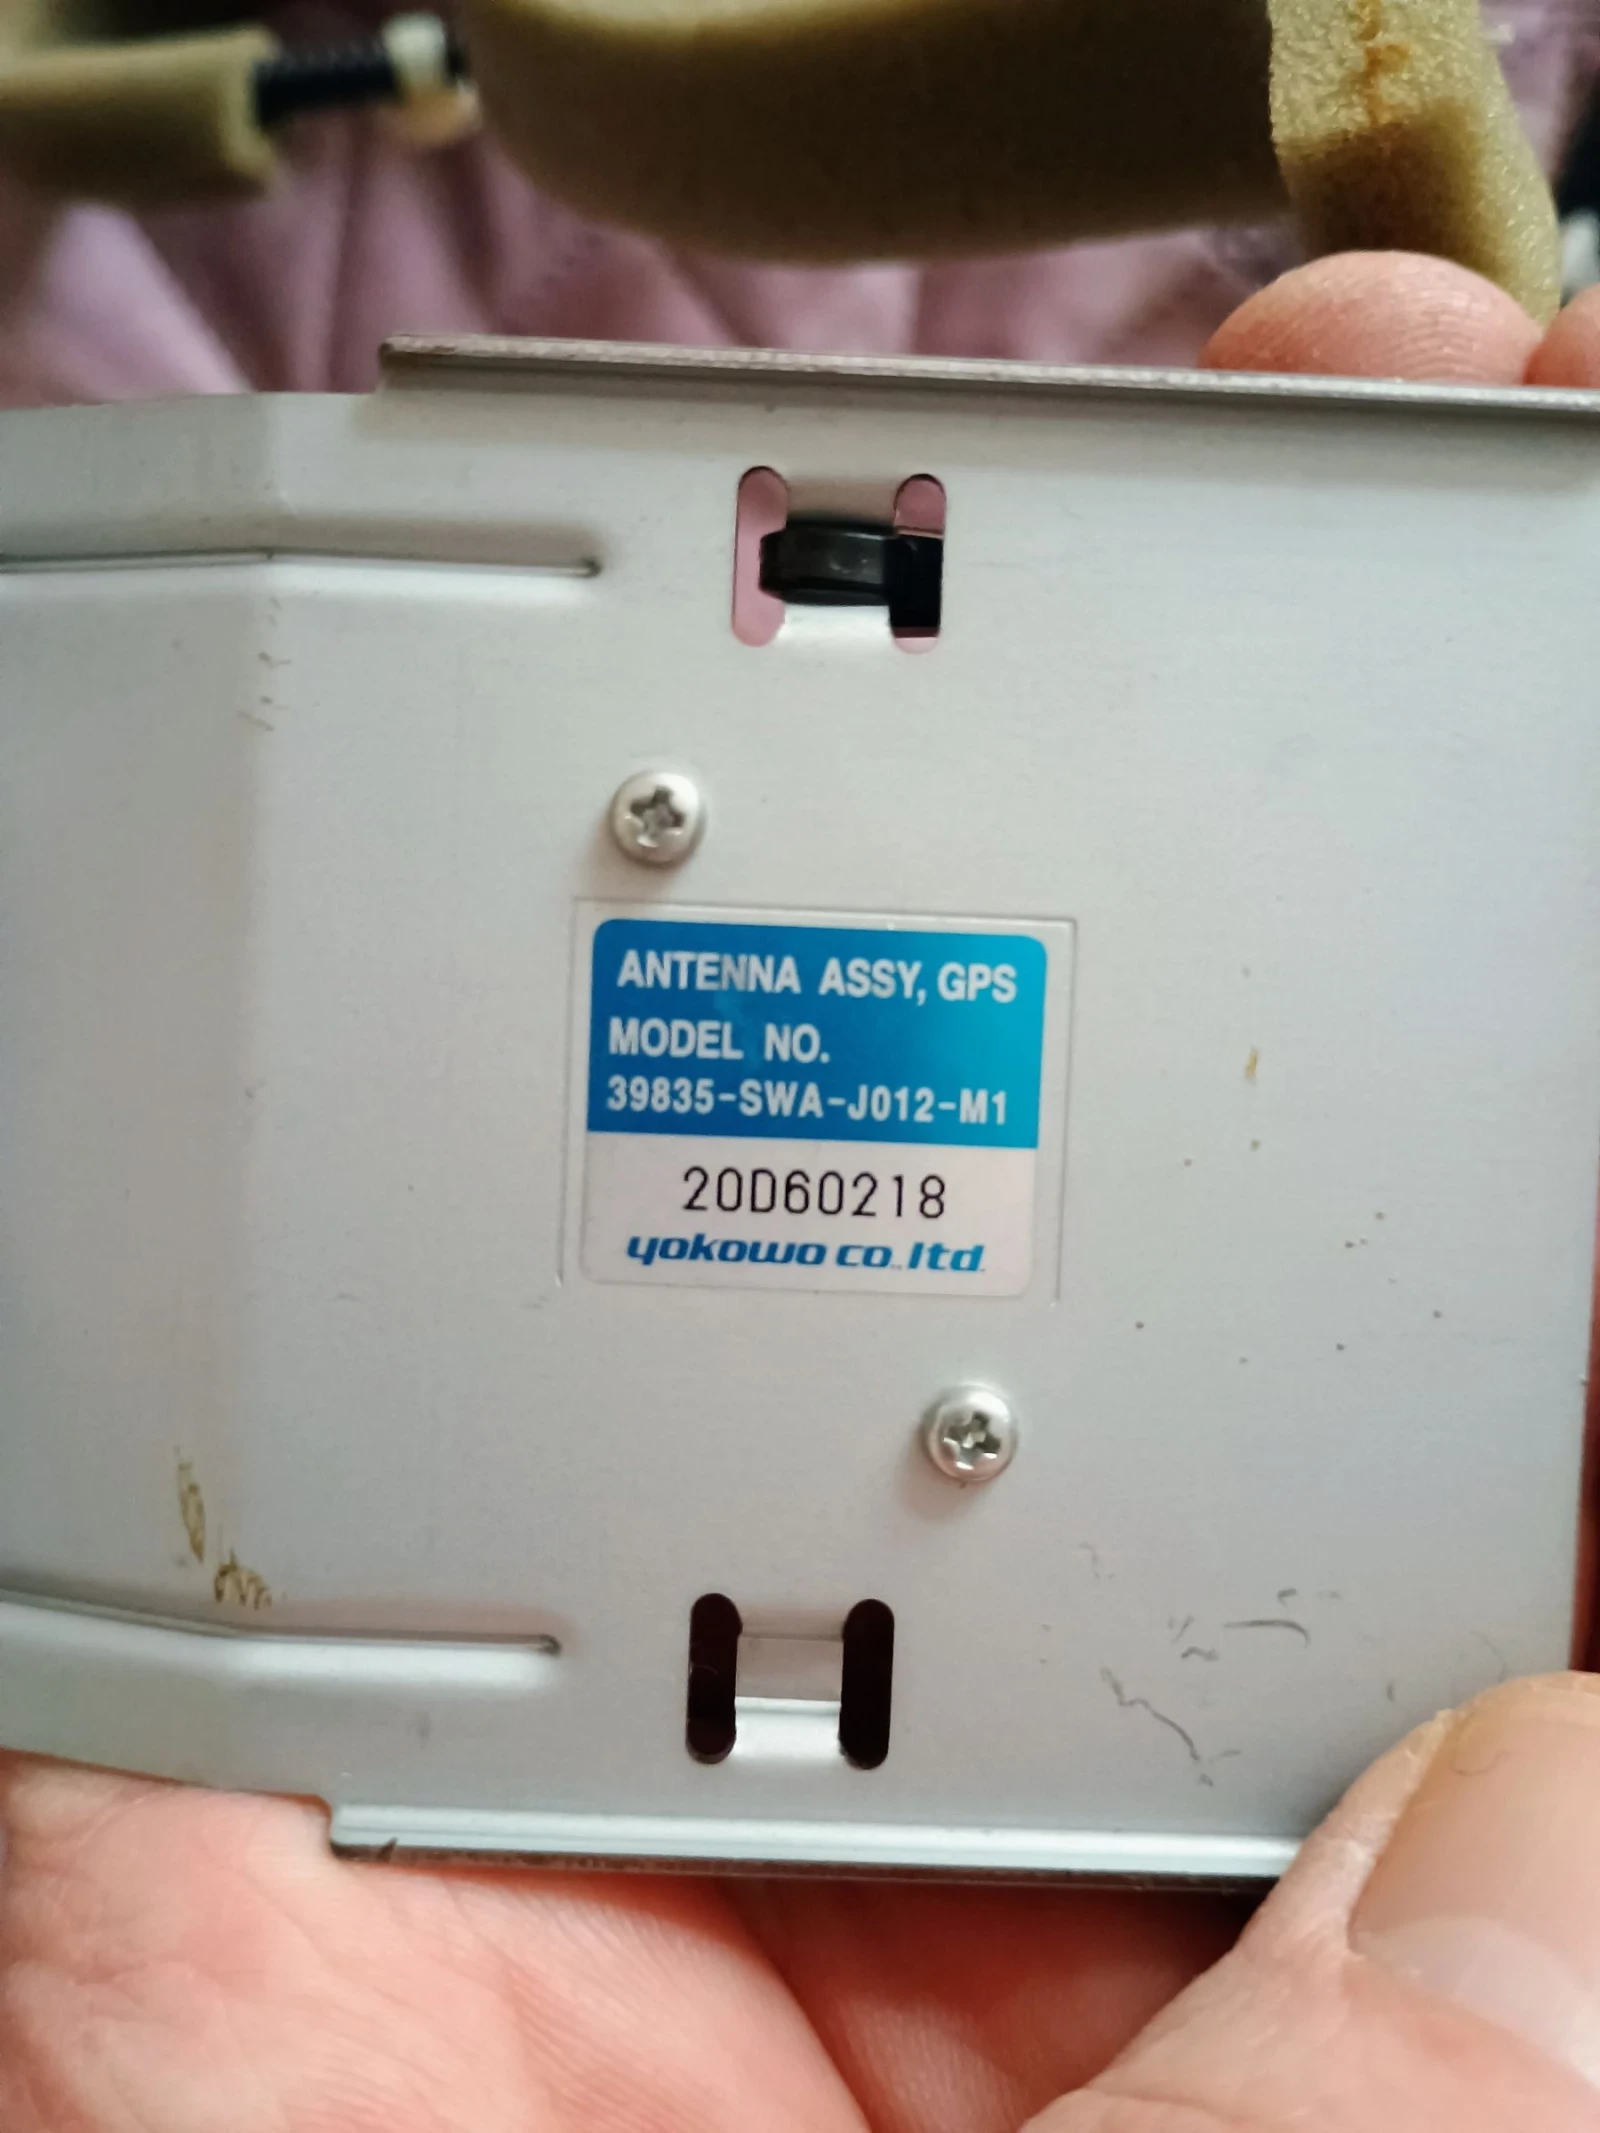 ANTENNA ASSY, GPS
MODEL NO.
39835-SWA-J012-M1
20D60218
yokowo co.,ltd.